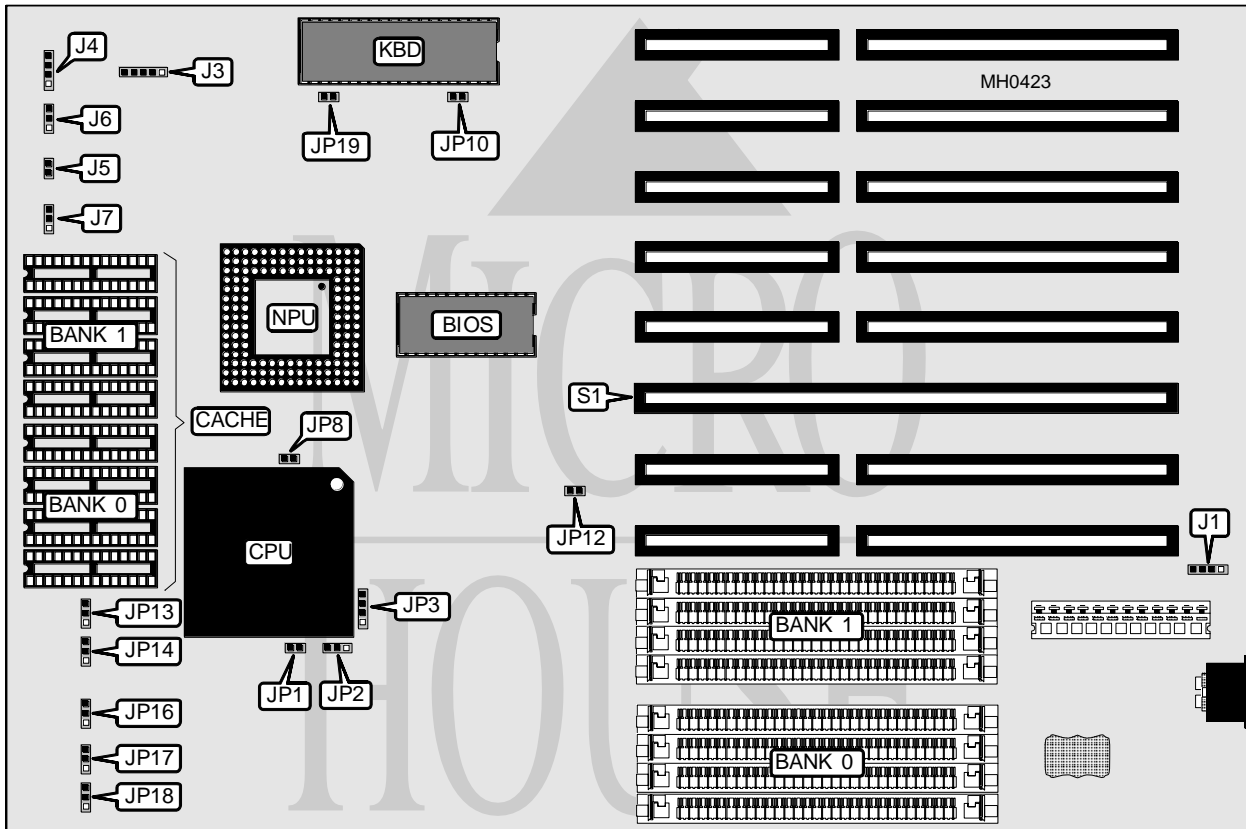 J4
J3
KBD
MH0423
J6
JP19
JP10
J5
J7
BANK 1
NPU
BIOS
S1
CACHE
JP8
BANK 0
CPU
JP12
J1
JP13
JP3
BANK 1
JP14
JP1
JP2
JP16
JP17
BANK 0
JP18
MICRO
HOUSE